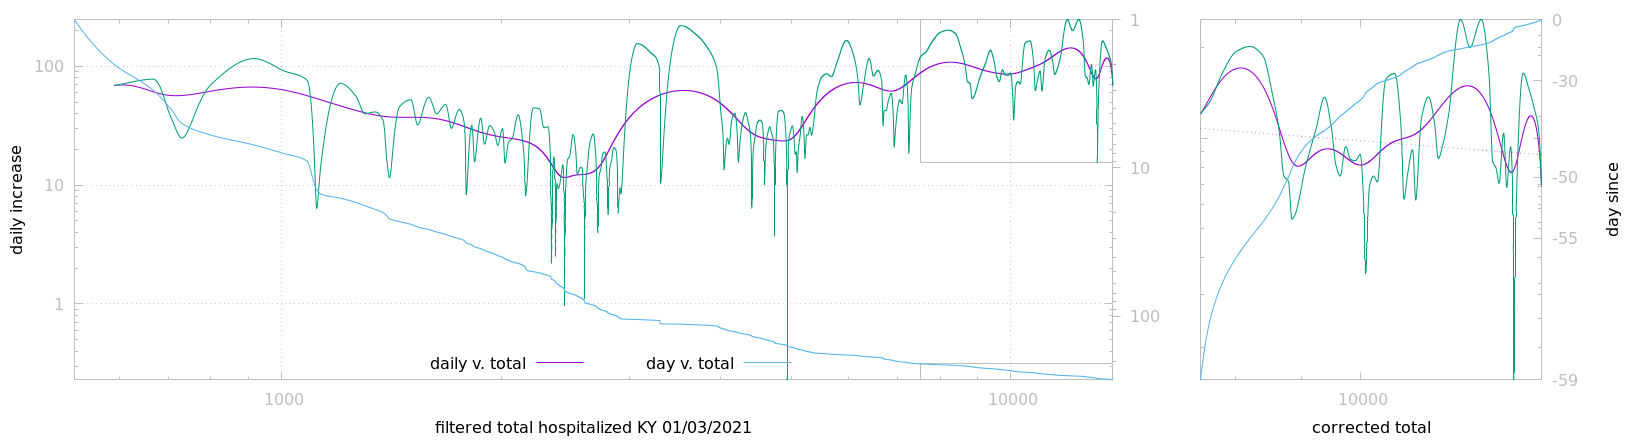 daily increase
100
10
1
1000
10000
1
10
100
daily v. total
day v. total
filtered total hospitalized KY 01/03/2021
10000
0
-30
-50
-55
-59
day since
corrected total